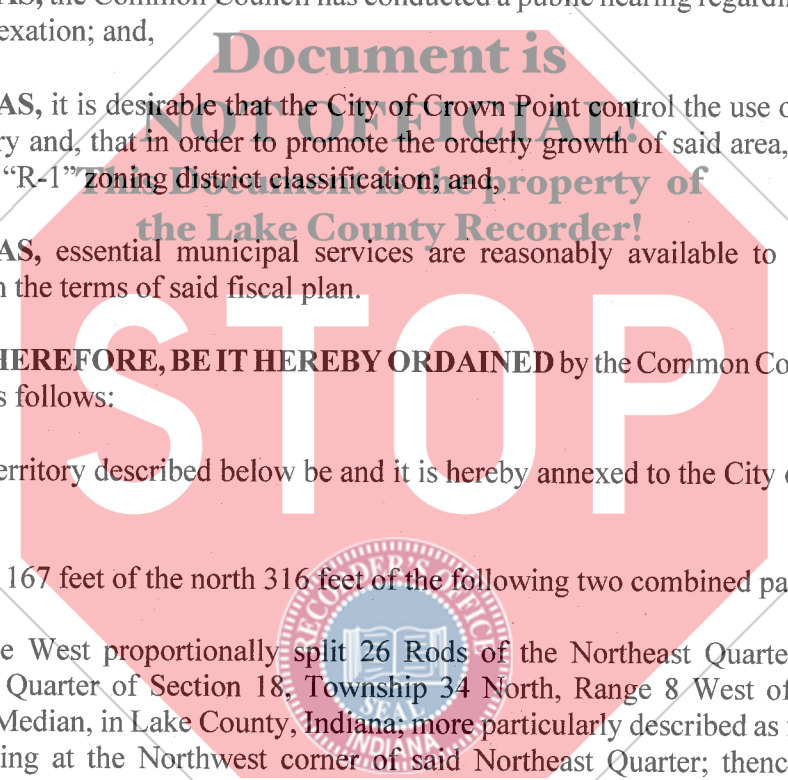 AS, the Common Council has conducted a public hearing regardin
exation; and,
Document is
AS, it is desirable that the City of Crown Point control the use o
NOT OFFICIAL!
ry and, that in order to promote the orderly growth of said area,
“R-1” zoning district classification; and,
This Document is the property of
the Lake County Recorder!
AS, essential municipal services are reasonably available to
n the terms of said fiscal plan.
HEREFORE, BE IT HEREBY ORDAINED by the Common Co
s follows:
STOP
erritory described below be and it is hereby annexed to the City o
167 feet of the north 316 feet of the following two combined pa
RECORDER'S OFFICE
e West proportionally split 26 Rods of the Northeast Quarte
Quarter of Section 18, Township 34 North, Range 8 West of
SEAL
Median, in Lake County, Indiana; more particularly described as
INDIANA
ing at the Northwest corner of said Northeast Quarter; thenc